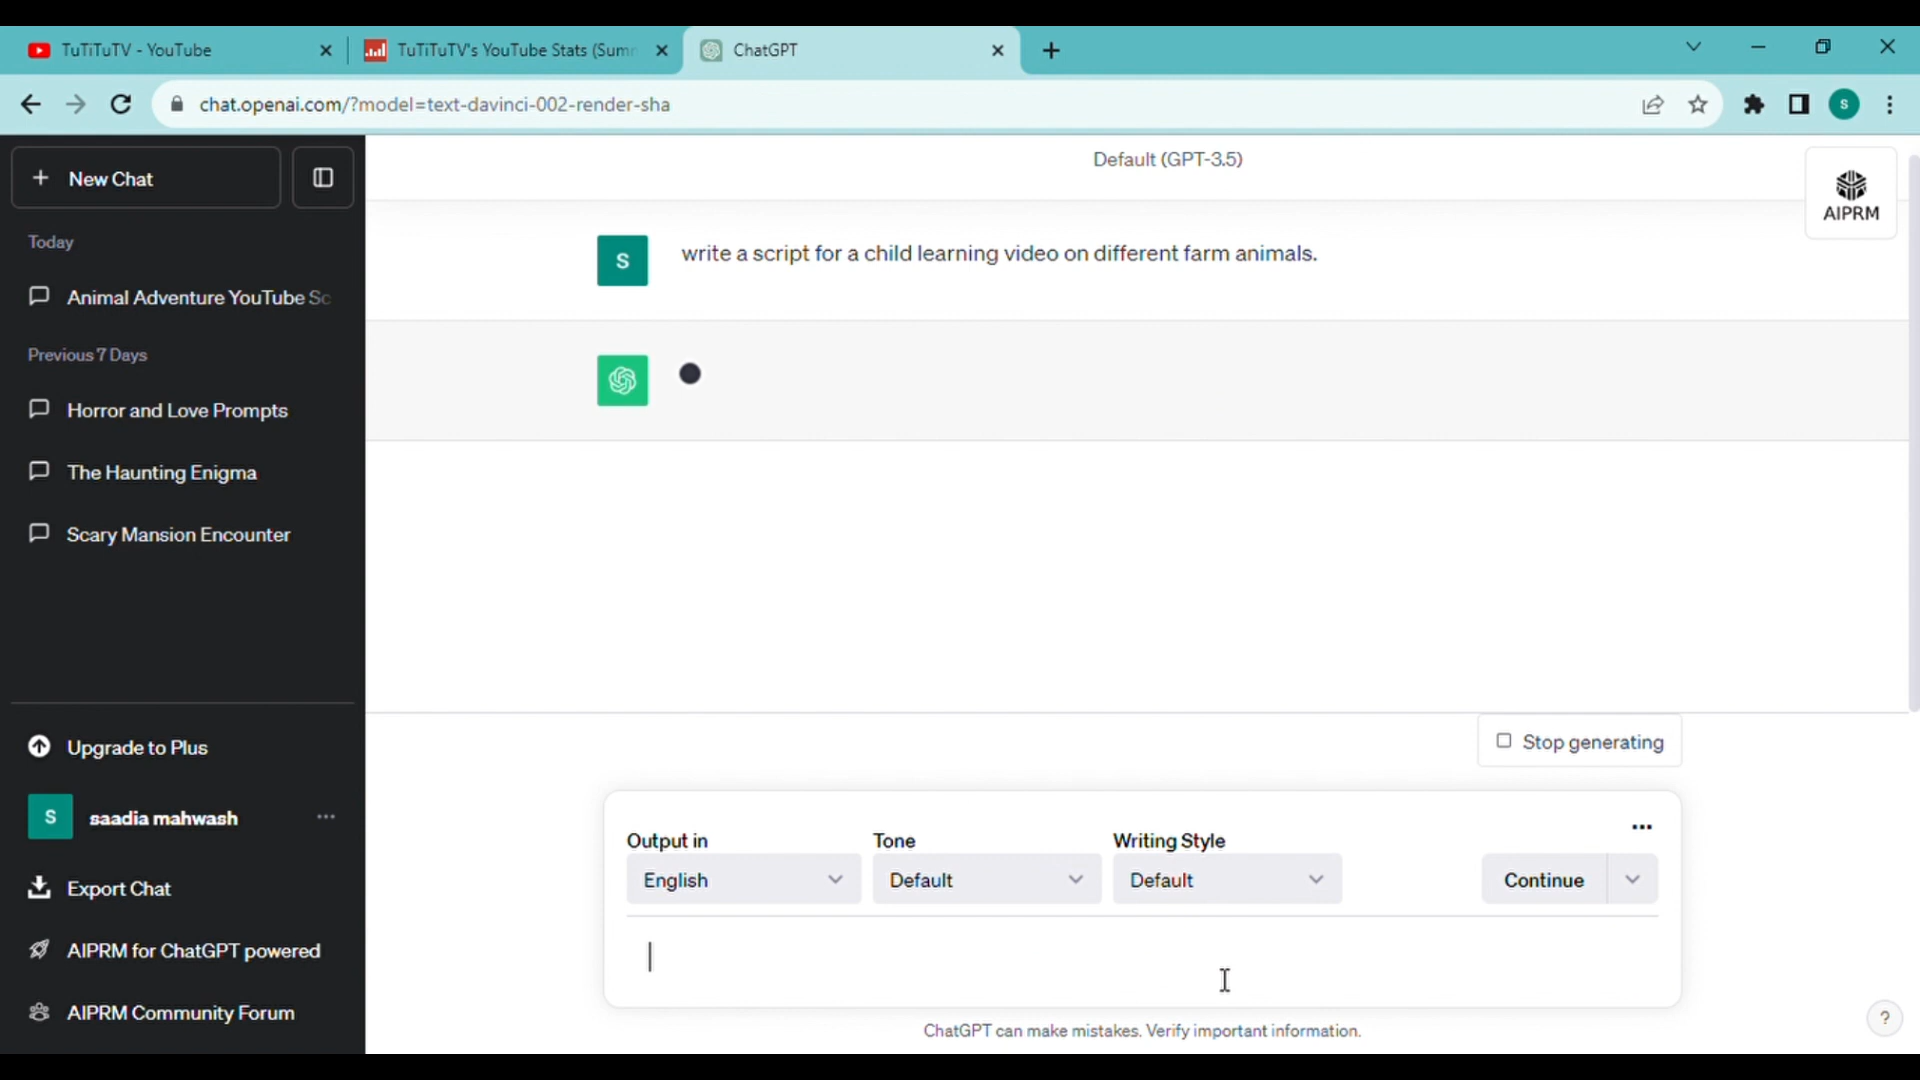 TuTiTuTV - YouTube
TuTiTuTV's YouTube Stats (Sum
ChatGPT
chat.openai.com/?model=text-davinci-002-render-sha
S
New Chat
Default (GPT-3.5)
AIPRM
Today
S
write a script for a child learning video on different farm animals.
Animal Adventure YouTube Sc
Previous 7 Days
Horror and Love Prompts
The Haunting Enigma
Scary Mansion Encounter
Upgrade to Plus
Stop generating
S
saadia mahwash
Output in
Tone
Writing Style
English
Default
Default
Continue
Export Chat
AIPRM for ChatGPT powered
AIPRM Community Forum
ChatGPT can make mistakes. Verify important information.
?